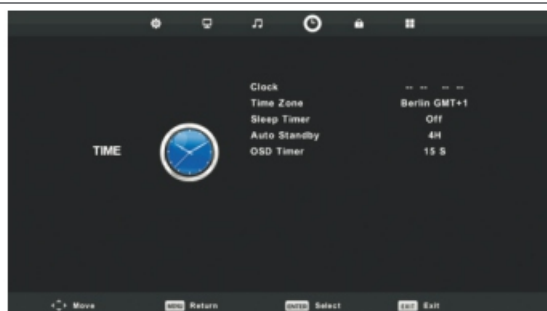 Clock -- -- -- --
Time Zone Berlin GMT+1
Sleep Timer Off
Auto Standby 4H
TIME
OSD Timer 15 S
Move MENU Return ENTER Select EXIT Exit